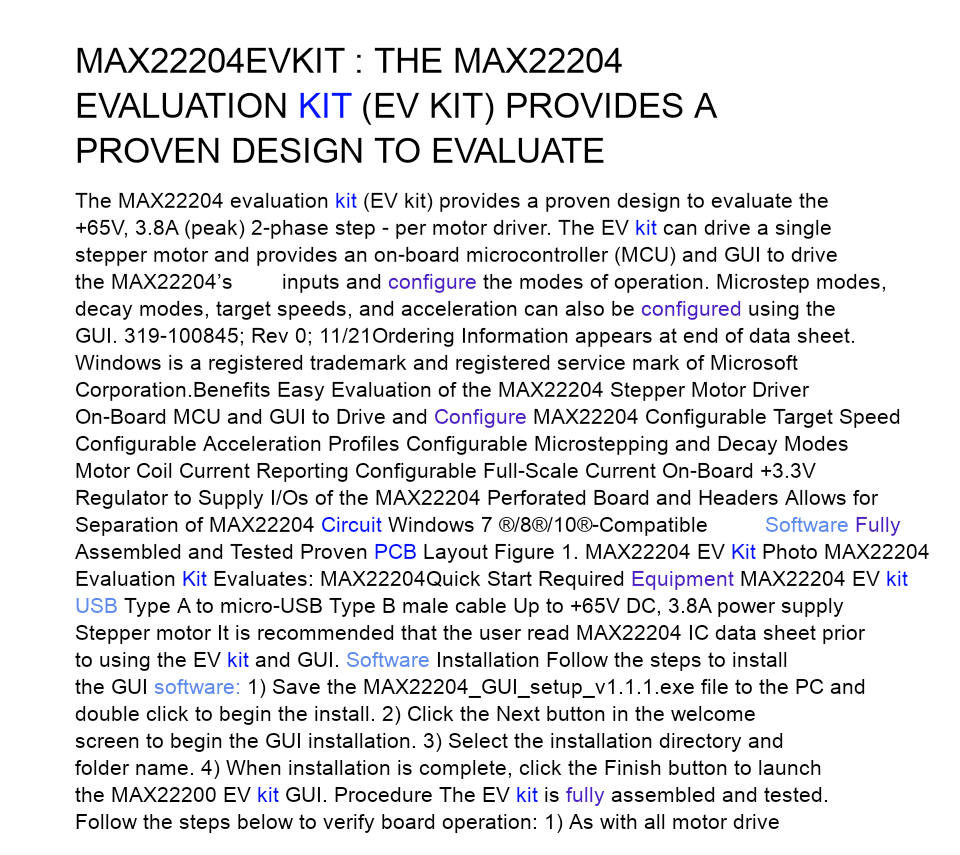 MAX22204EVKIT : THE MAX22204
EVALUATION KIT (EV KIT) PROVIDES A
PROVEN DESIGN TO EVALUATE
The MAX22204 evaluation kit (EV kit) provides a proven design to evaluate the
+65V, 3.8A (peak) 2-phase step - per motor driver. The EV kit can drive a single
stepper motor and provides an on-board microcontroller (MCU) and GUI to drive
the MAX22204’s inputs and configure the modes of operation. Microstep modes,
decay modes, target speeds, and acceleration can also be configured using the
GUI. 319-100845; Rev 0; 11/21Ordering Information appears at end of data sheet.
Windows is a registered trademark and registered service mark of Microsoft
Corporation.Benefits Easy Evaluation of the MAX22204 Stepper Motor Driver
On-Board MCU and GUI to Drive and Configure MAX22204 Configurable Target Speed
Configurable Acceleration Profiles Configurable Microstepping and Decay Modes
Motor Coil Current Reporting Configurable Full-Scale Current On-Board +3.3V
Regulator to Supply I/Os of the MAX22204 Perforated Board and Headers Allows for
Separation of MAX22204 Circuit Windows 7 ®/8®/10®-Compatible Software Fully
Assembled and Tested Proven PCB Layout Figure 1. MAX22204 EV Kit Photo MAX22204
Evaluation Kit Evaluates: MAX22204Quick Start Required Equipment MAX22204 EV kit
USB Type A to micro-USB Type B male cable Up to +65V DC, 3.8A power supply
Stepper motor It is recommended that the user read MAX22204 IC data sheet prior
to using the EV kit and GUI. Software Installation Follow the steps to install
the GUI software: 1) Save the MAX22204_GUI_setup_v1.1.1.exe file to the PC and
double click to begin the install. 2) Click the Next button in the welcome
screen to begin the GUI installation. 3) Select the installation directory and
folder name. 4) When installation is complete, click the Finish button to launch
the MAX22200 EV kit GUI. Procedure The EV kit is fully assembled and tested.
Follow the steps below to verify board operation: 1) As with all motor drive